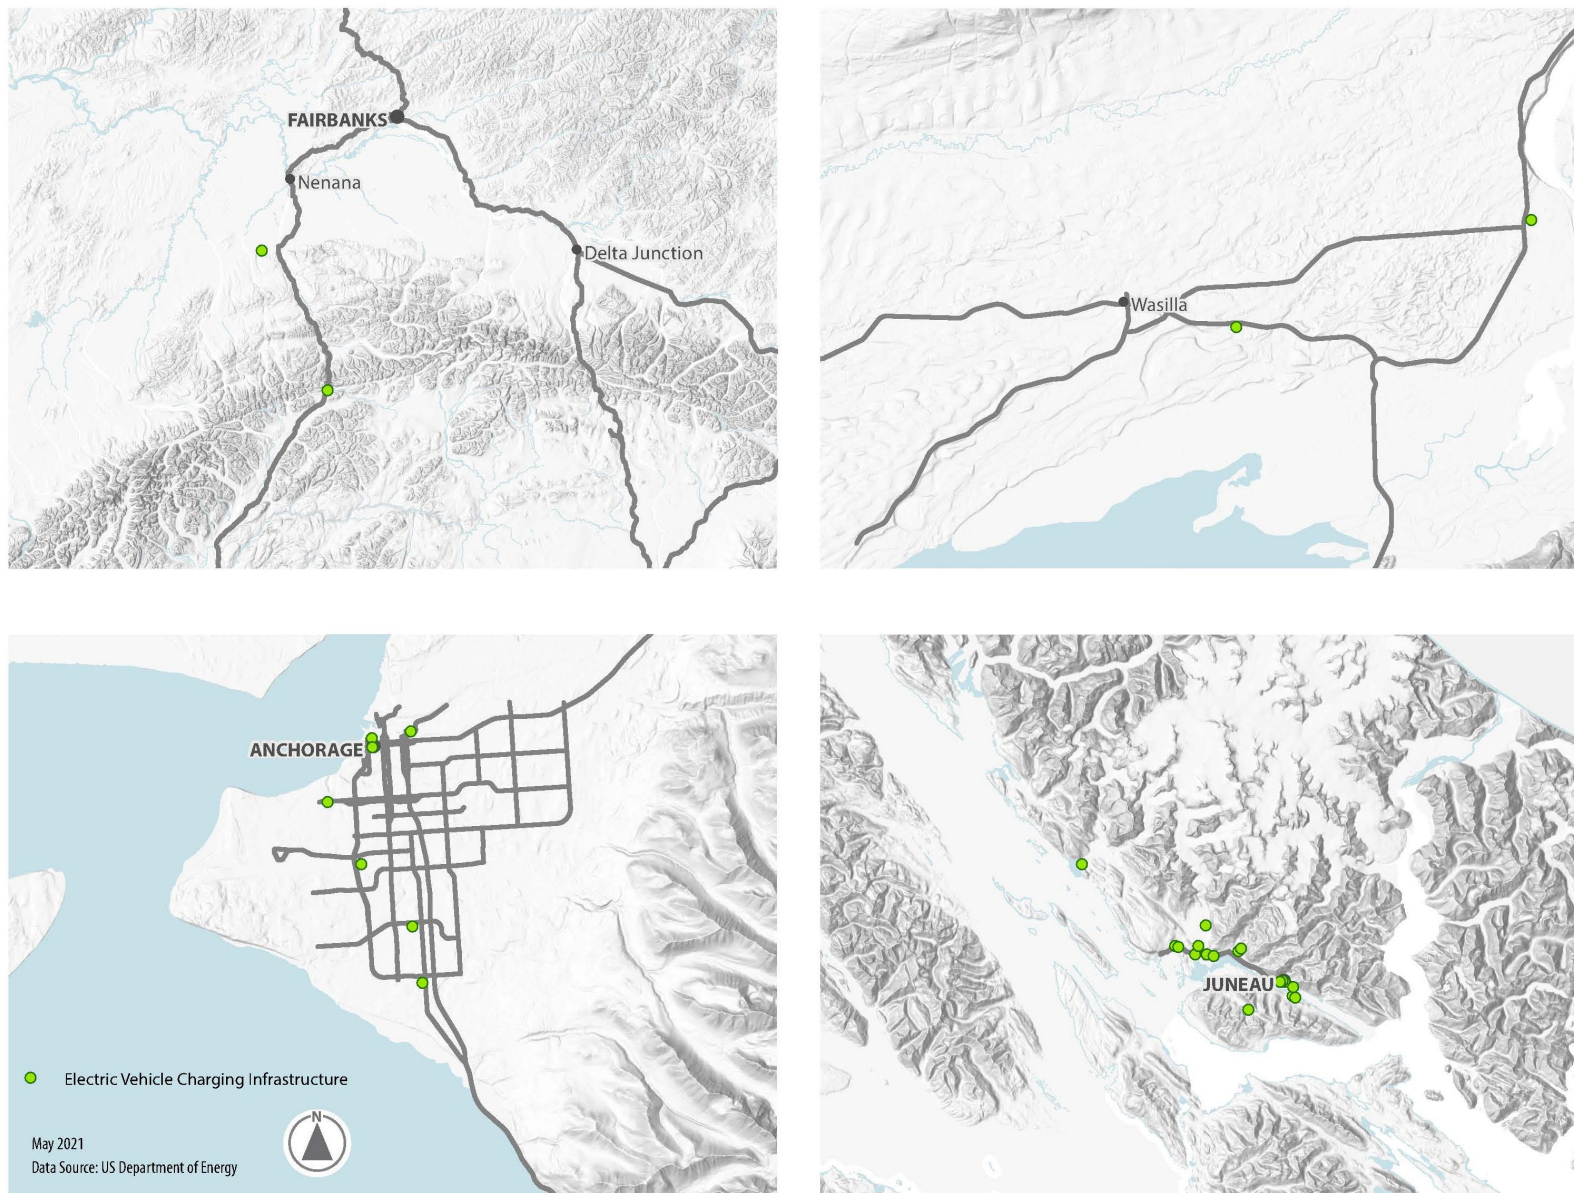 FAIRBANKS
Nenana
Delta Junction
Wasilla
ANCHORAGE
JUNEAU
Electric Vehicle Charging Infrastructure
N
May 2021
Data Source: US Department of Energy